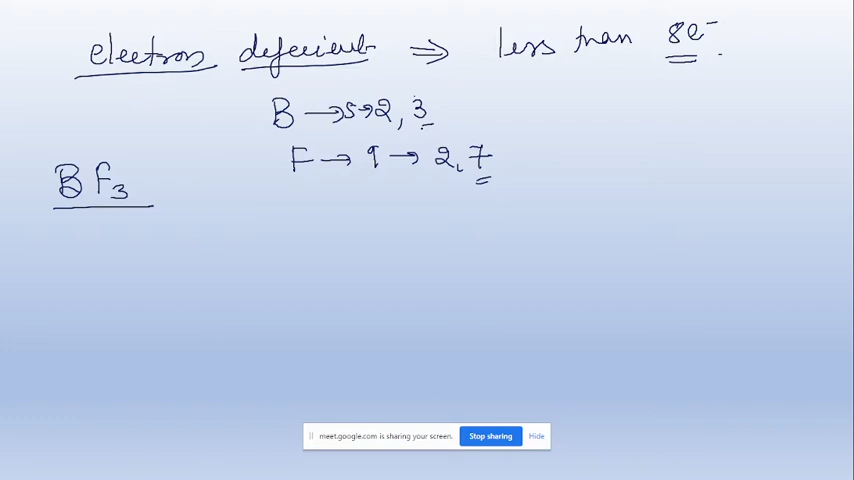 electron deficient ⇒ less than 8e⁻.
B → 5 → 2, 3
F → 9 → 2, 7
BF₃
meet.google.com is sharing your screen. Stop sharing Hide